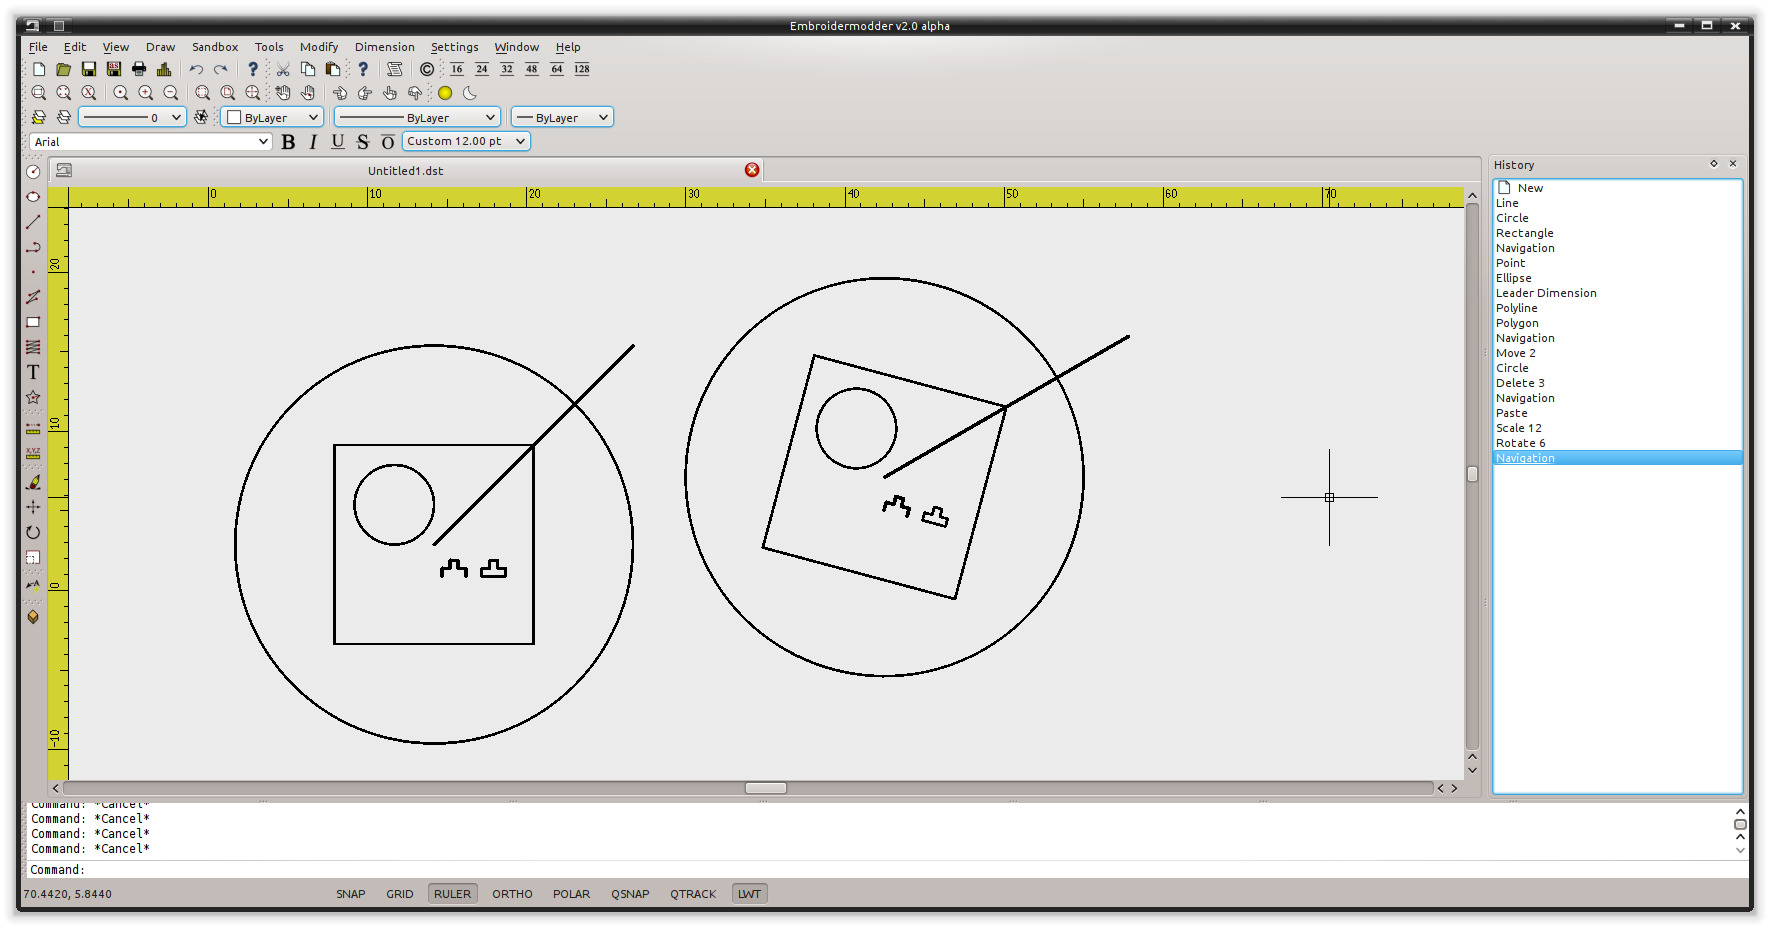 Embroidermodder v2.0 alpha
File Edit View Draw Sandbox Tools Modify Dimension Settings Window Help
16 24 32 48 64 128
0 ByLayer ByLayer ByLayer
Arial B I U S O Custom 12.00 pt
Untitled1.dst
0 10 20 30 40 50 60 70
20
10
0
-10
T
X,Y,Z
History
New
Line
Circle
Rectangle
Navigation
Point
Ellipse
Leader Dimension
Polyline
Polygon
Navigation
Move 2
Circle
Delete 3
Navigation
Paste
Scale 12
Rotate 6
Navigation
Command: *Cancel*
Command: *Cancel*
Command: *Cancel*
Command: *Cancel*
Command:
70.4420, 5.8440 SNAP GRID RULER ORTHO POLAR QSNAP QTRACK LWT